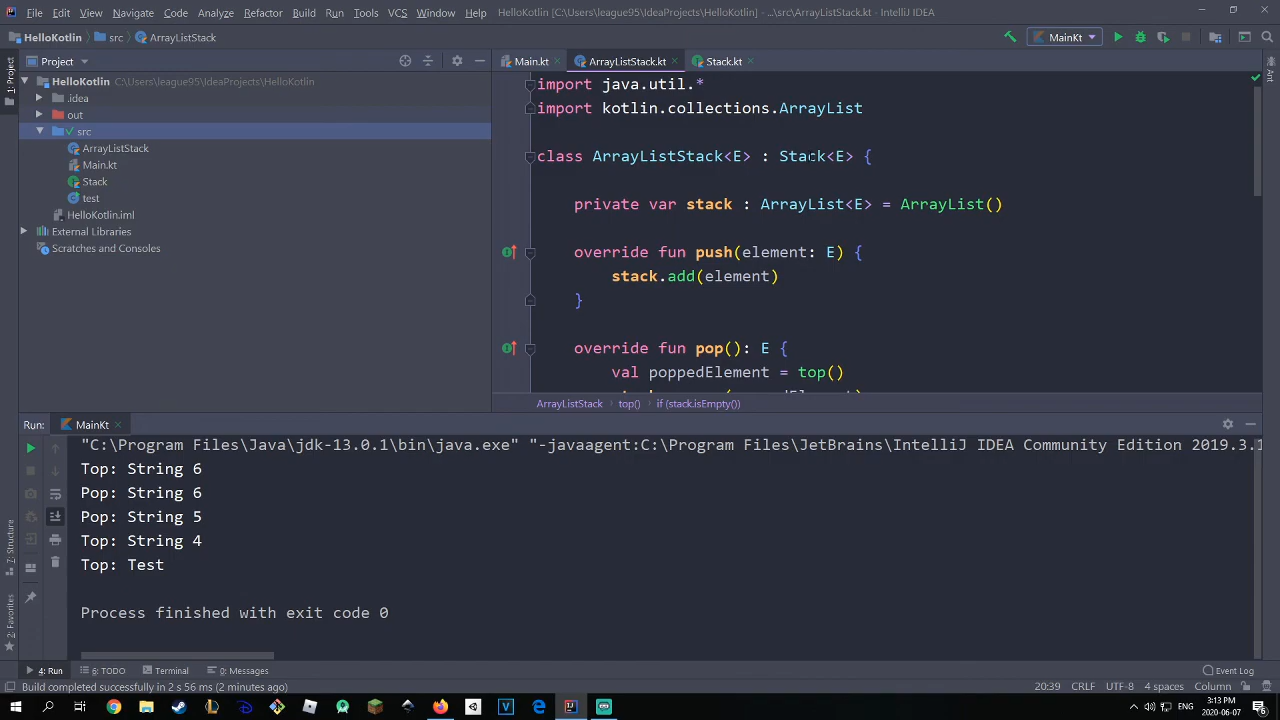 File Edit View Navigate Code Analyze Refactor Build Run Tools VCS Window Help HelloKotlin [C:\Users\league95\IdeaProjects\HelloKotlin] - ...\src\ArrayListStack.kt - IntelliJ IDEA
HelloKotlin src ArrayListStack MainKt
Project Main.kt ArrayListStack.kt Stack.kt
1: Project
Ant
HelloKotlin C:\Users\league95\IdeaProjects\HelloKotlin
.idea
out
src
ArrayListStack
Main.kt
Stack
test
HelloKotlin.iml
External Libraries
Scratches and Consoles
import java.util.*
import kotlin.collections.ArrayList
class ArrayListStack<E> : Stack<E> {
private var stack : ArrayList<E> = ArrayList()
override fun push(element: E) {
stack.add(element)
}
override fun pop(): E {
val poppedElement = top()
ArrayListStack top() if (stack.isEmpty())
Run: MainKt
"C:\Program Files\Java\jdk-13.0.1\bin\java.exe" "-javaagent:C:\Program Files\JetBrains\IntelliJ IDEA Community Edition 2019.3.1
Top: String 6
Pop: String 6
Pop: String 5
Top: String 4
Top: Test
Process finished with exit code 0
7: Structure
2: Favorites
4: Run 6: TODO Terminal 0: Messages Event Log
Build completed successfully in 2 s 56 ms (2 minutes ago) 20:39 CRLF UTF-8 4 spaces Column
ENG 3:13 PM
2020-06-07